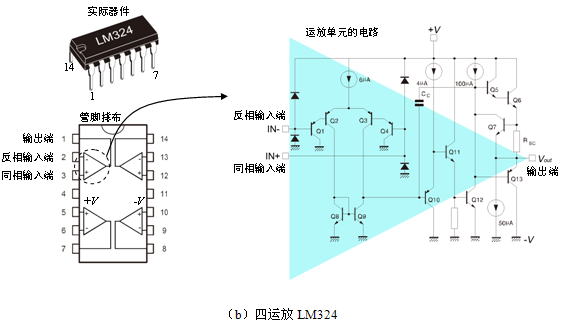 实际器件
LM324
14
7
1
管脚排布
输出端 1
反相输入端 2
同相输入端 3
4
5
6
7
14
13
12
11
10
9
8
+V
-V
运放单元的电路
+V
6μA
4μA
100μA
Cc
Q5
Q6
Q7
反相输入端
IN-
Q1
Q2
Q3
Q4
Rsc
IN+
同相输入端
Q11
Vout
输出端
Q13
Q8
Q9
Q10
Q12
50μA
-V
（b）四运放 LM324